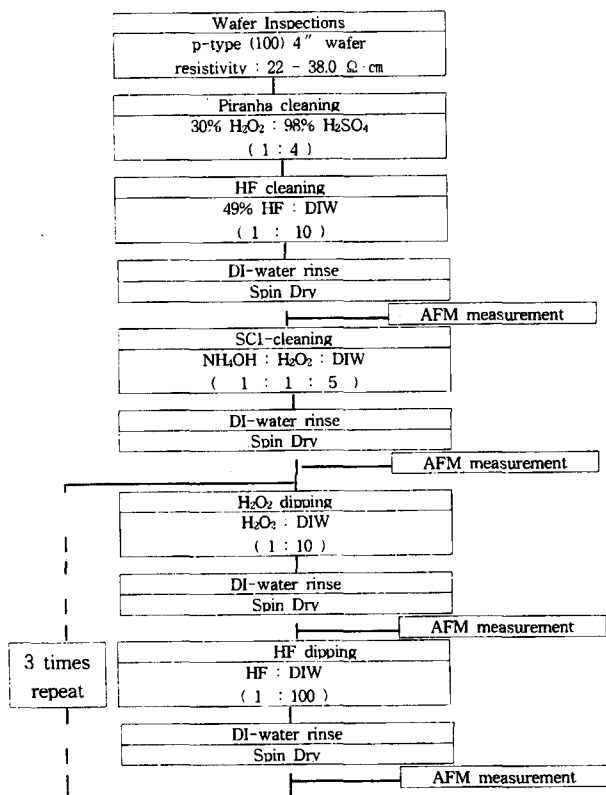 Wafer Inspections
p-type (100) 4″ wafer
resistivity : 22 - 38.0 Ω·cm
Piranha cleaning
30% H₂O₂ : 98% H₂SO₄
( 1 : 4 )
HF cleaning
49% HF : DIW
( 1 : 10 )
DI-water rinse
Spin Dry
AFM measurement
SC1-cleaning
NH₄OH : H₂O₂ : DIW
( 1 : 1 : 5 )
DI-water rinse
Spin Dry
AFM measurement
H₂O₂ dipping
H₂O₂ : DIW
( 1 : 10 )
DI-water rinse
Spin Dry
AFM measurement
3 times
repeat
HF dipping
HF : DIW
( 1 : 100 )
DI-water rinse
Spin Dry
AFM measurement